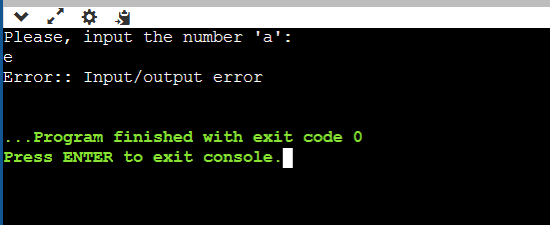 Please, input the number 'a':
e
Error:: Input/output error
...Program finished with exit code 0
Press ENTER to exit console.